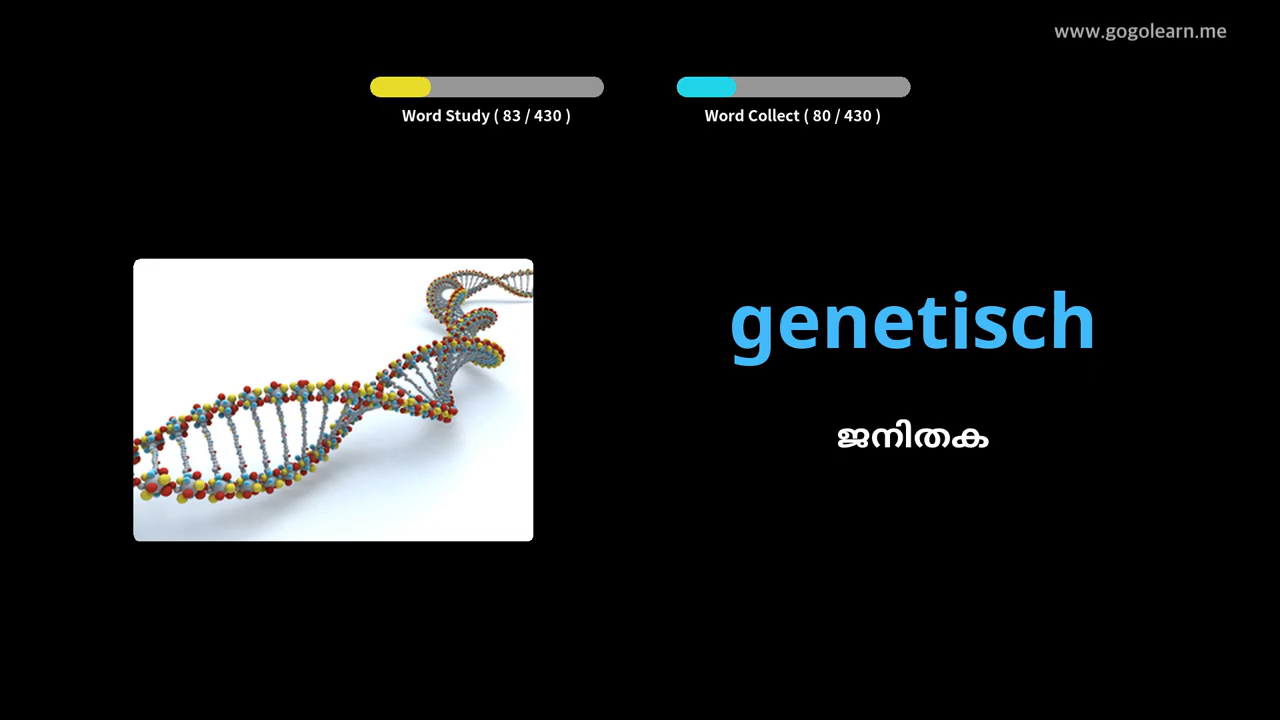 www.gogolearn.me
Word Study ( 83 / 430 )
Word Collect ( 80 / 430 )
genetisch
ജനിതക